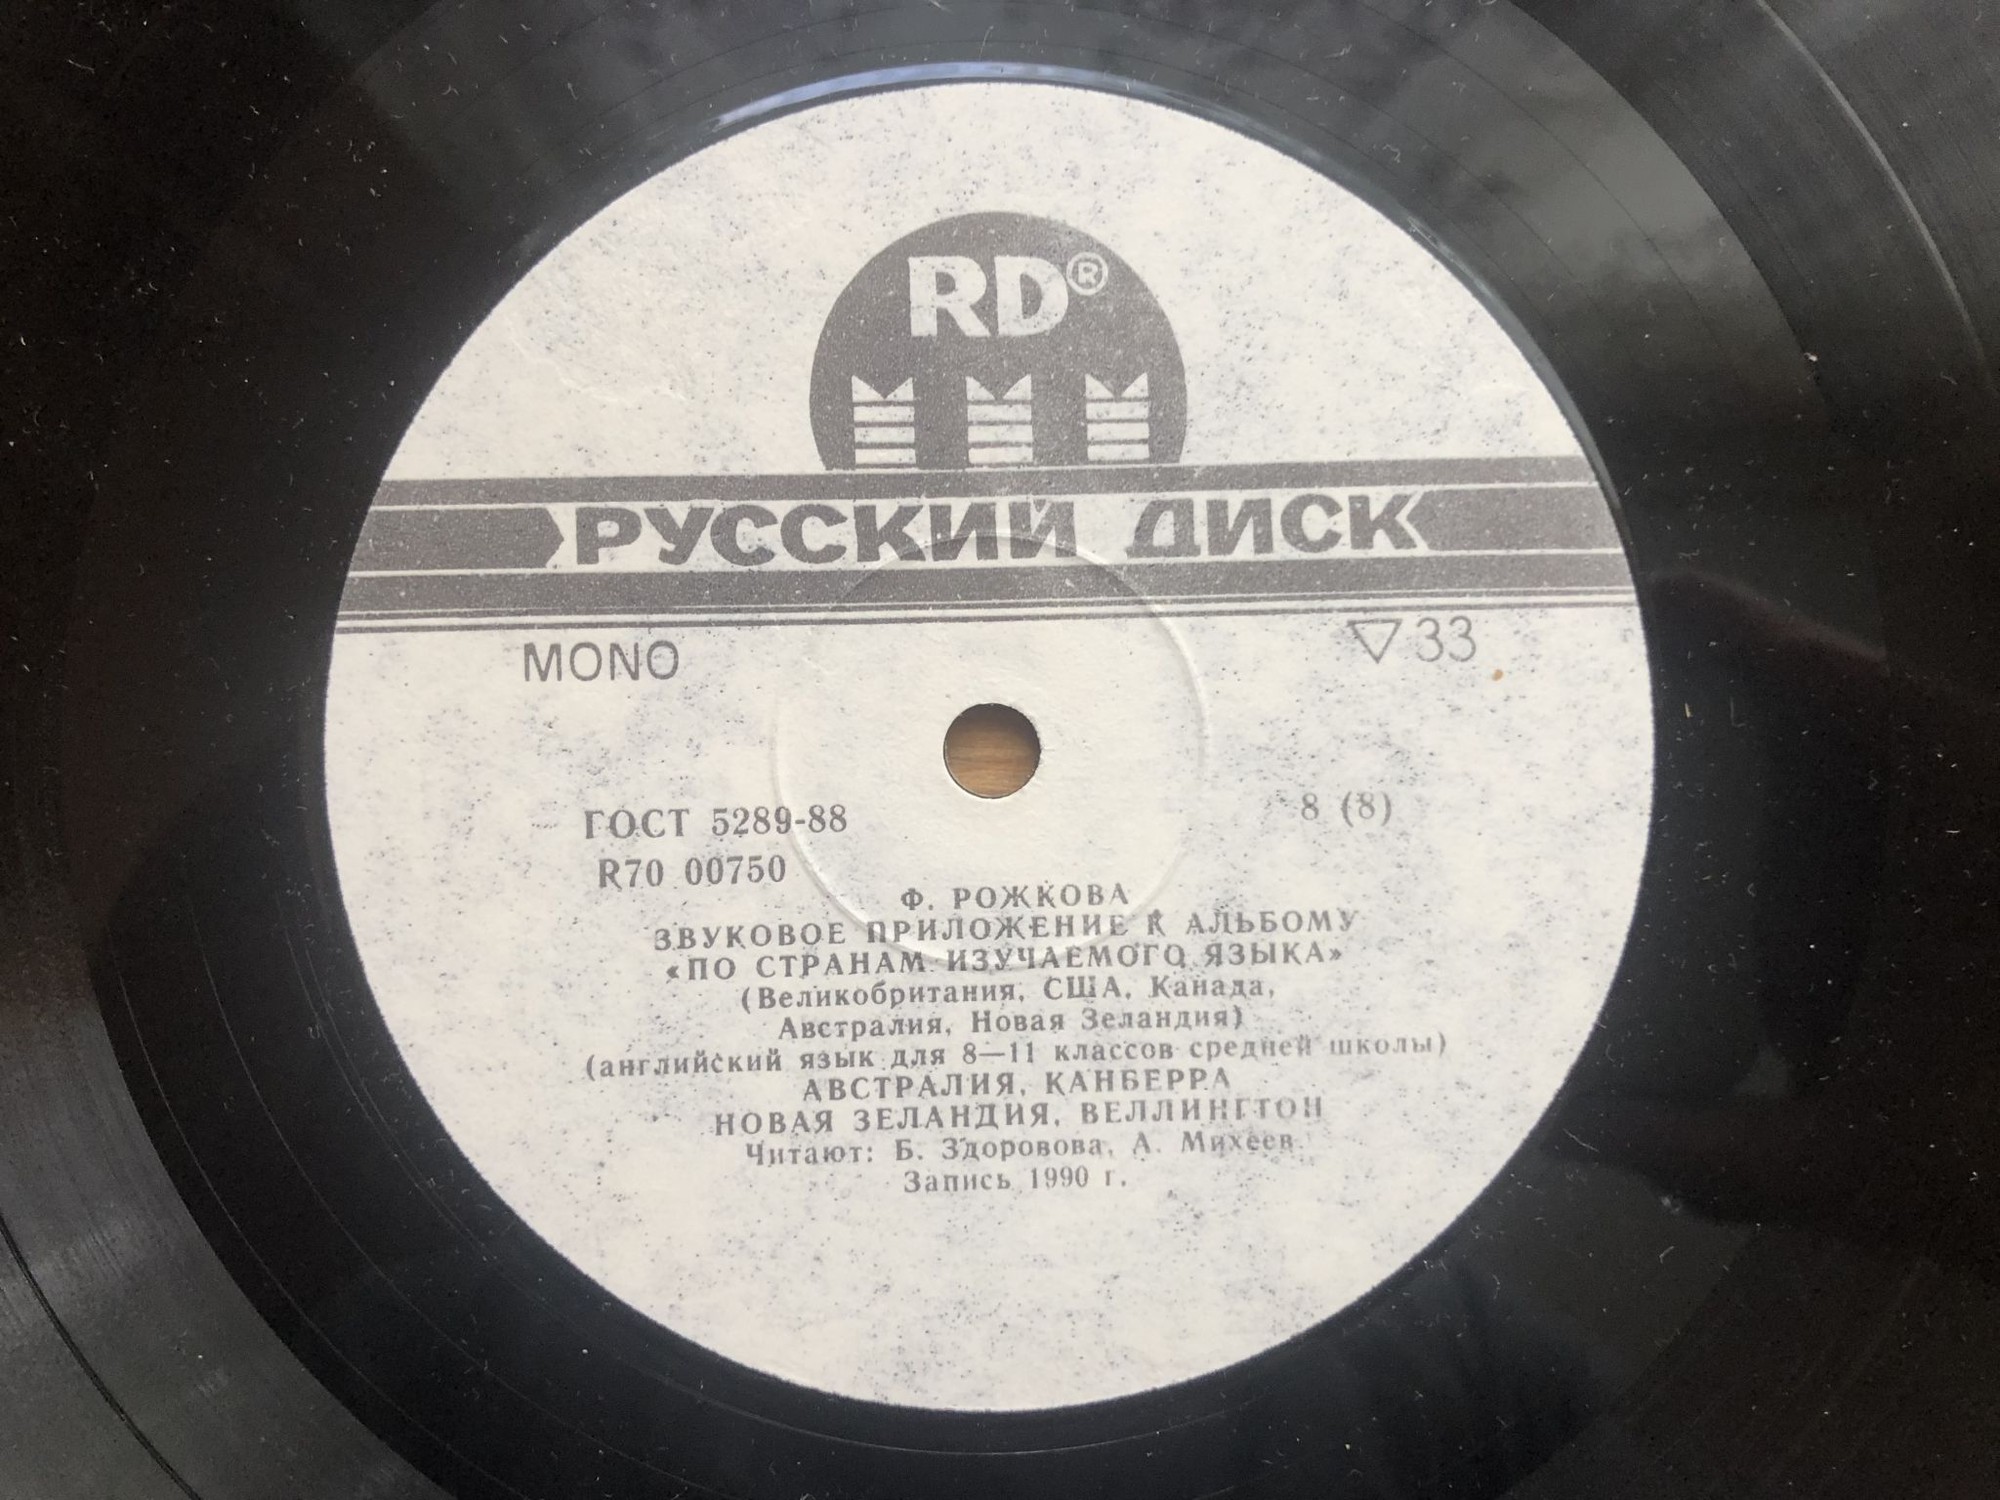 RD®
РУССКИЙ ДИСК
MONO
▽33
ГОСТ 5289-88
8 (8)
R70 00750
Ф. РОЖКОВА
ЗВУКОВОЕ ПРИЛОЖЕНИЕ К АЛЬБОМУ
«ПО СТРАНАМ ИЗУЧАЕМОГО ЯЗЫКА»
(Великобритания, США, Канада,
Австралия, Новая Зеландия)
(английский язык для 8—11 классов средней школы)
АВСТРАЛИЯ, КАНБЕРРА
НОВАЯ ЗЕЛАНДИЯ, ВЕЛЛИНГТОН
Читают: Б. Здоровова, А. Михеев
Запись 1990 г.